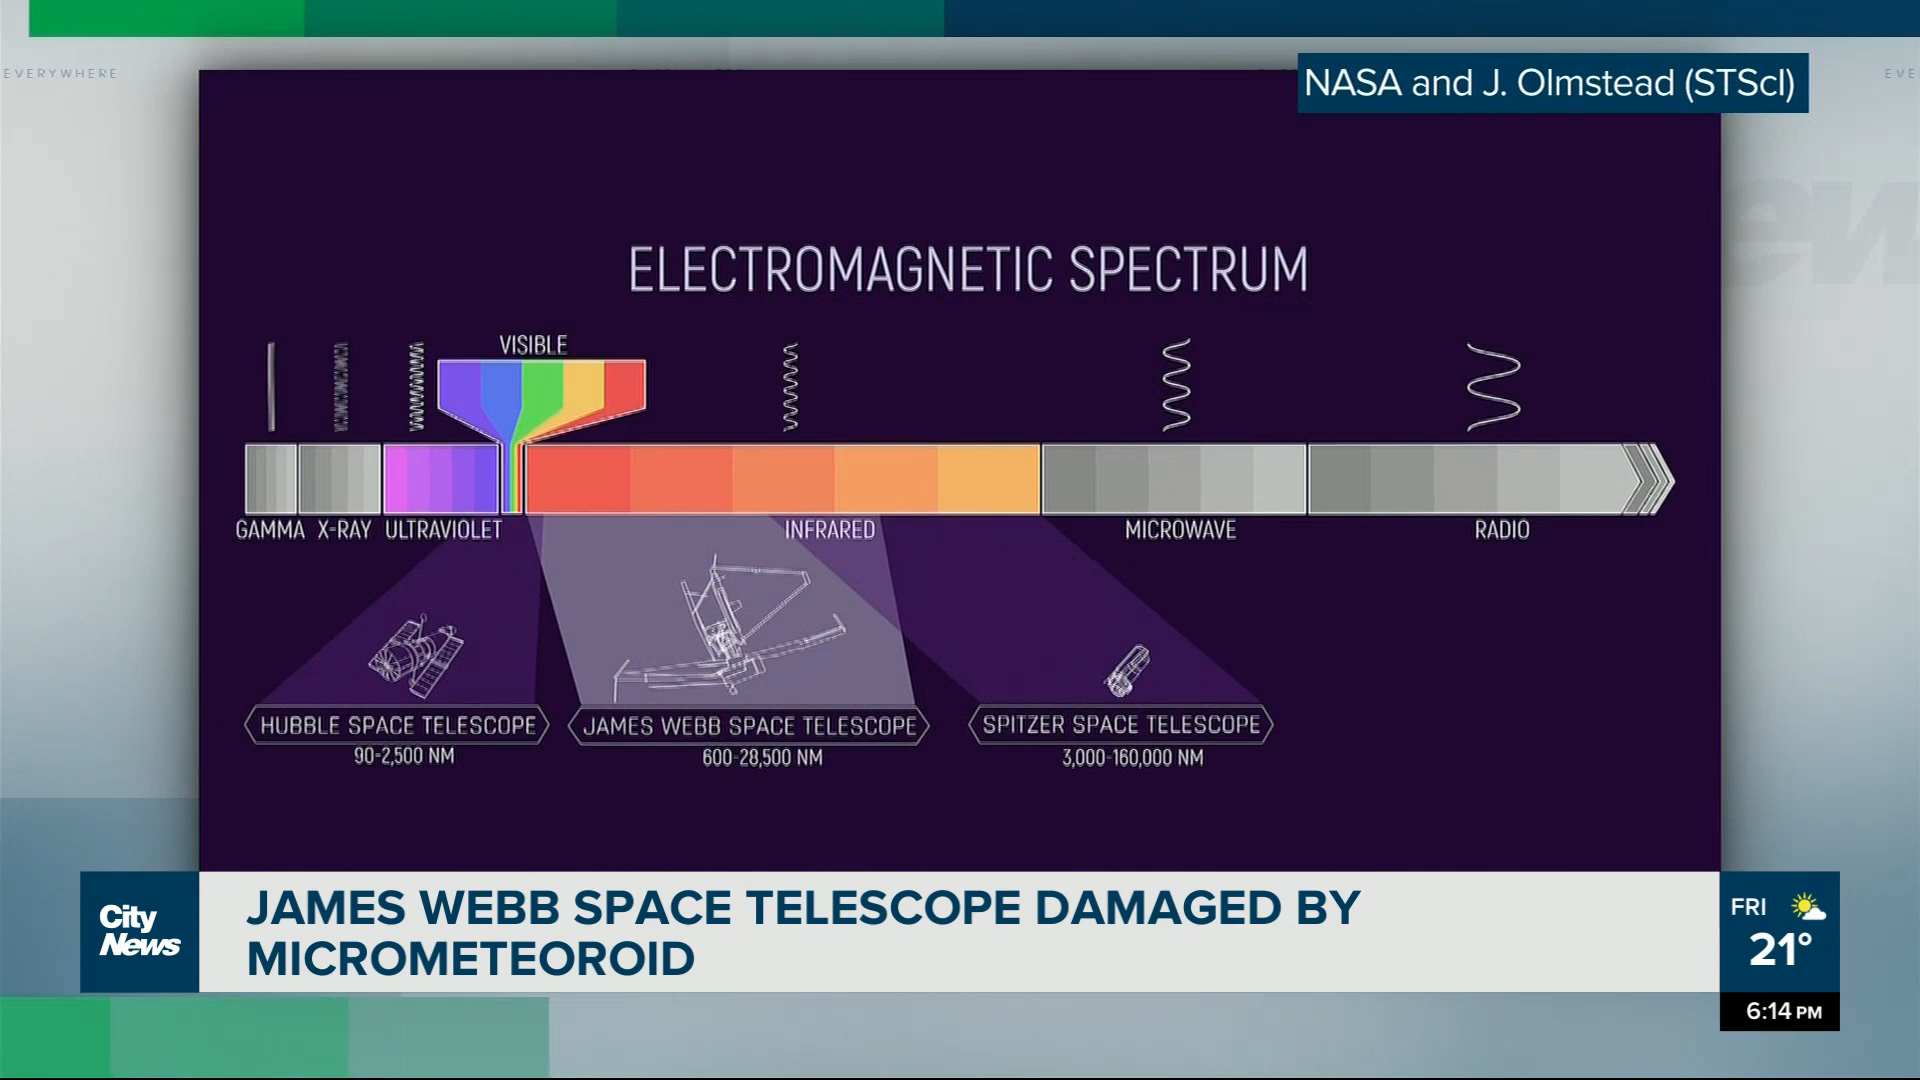 EVERYWHERE
EVE
NASA and J. Olmstead (STScI)
ELECTROMAGNETIC SPECTRUM
VISIBLE
GAMMA
X-RAY
ULTRAVIOLET
INFRARED
MICROWAVE
RADIO
HUBBLE SPACE TELESCOPE
90-2,500 NM
JAMES WEBB SPACE TELESCOPE
600-28,500 NM
SPITZER SPACE TELESCOPE
3,000-160,000 NM
City
News
JAMES WEBB SPACE TELESCOPE DAMAGED BY
MICROMETEOROID
FRI
21°
6:14 PM